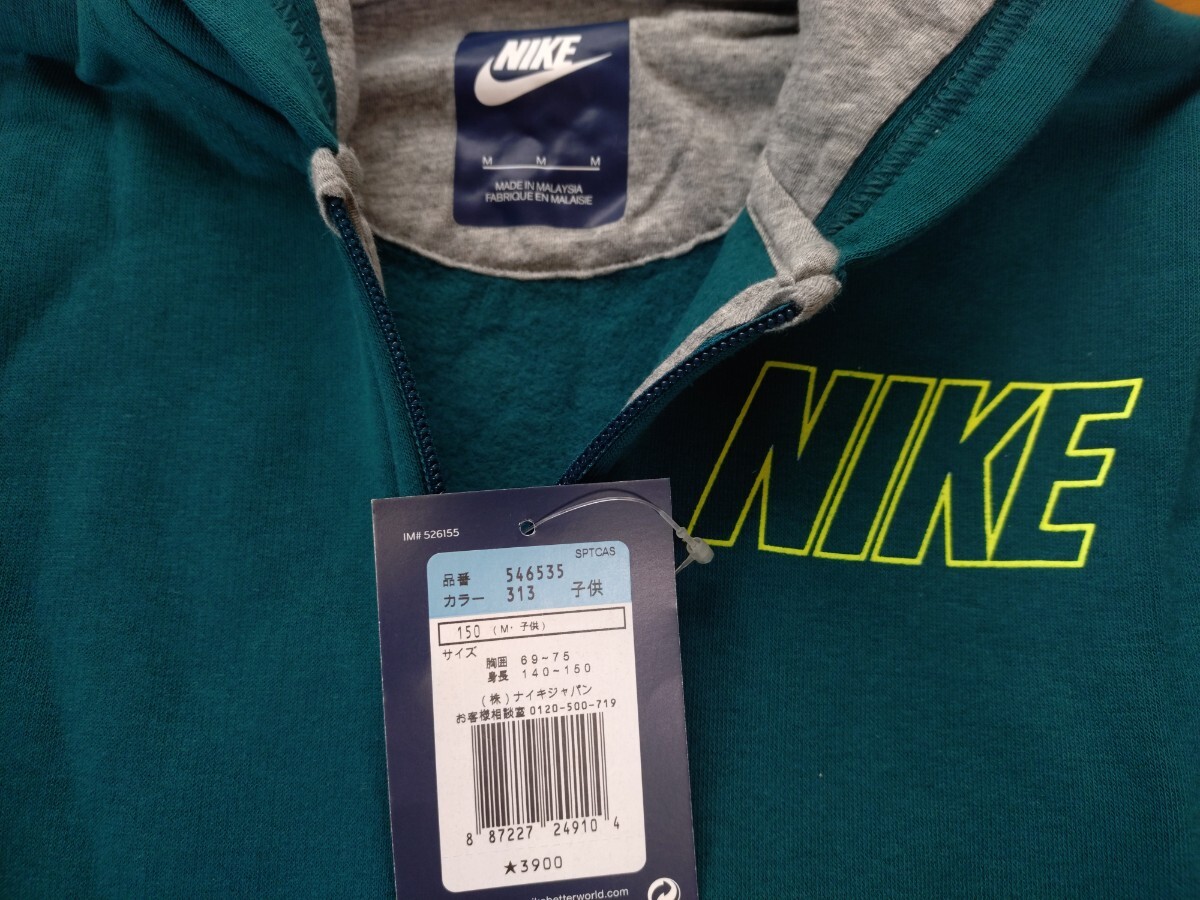 NIKE
M M M
MADE IN MALAYSIA
FABRIQUE EN MALAISIE
NIKE
IM# 526155
SPTCAS
品番 546535
カラー 313 子供
150 (M・子供)
サイズ
胸囲 69~75
身長 140~150
(株)ナイキジャパン
お客様相談室 0120-500-719
8 87227 24910 4
★3900
kebetterworld.com